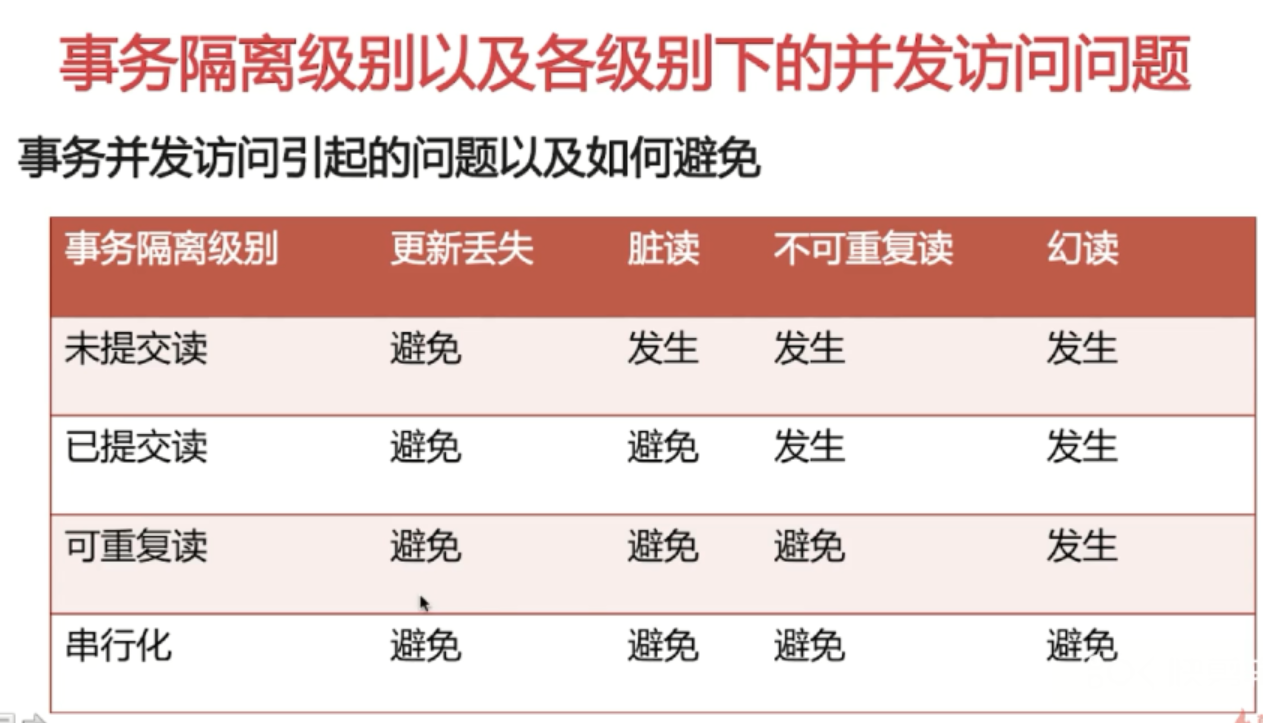 事务隔离级别以及各级别下的并发访问问题
事务并发访问引起的问题以及如何避免
事务隔离级别 更新丢失 脏读 不可重复读 幻读
未提交读 避免 发生 发生 发生
已提交读 避免 避免 发生 发生
可重复读 避免 避免 避免 发生
串行化 避免 避免 避免 避免